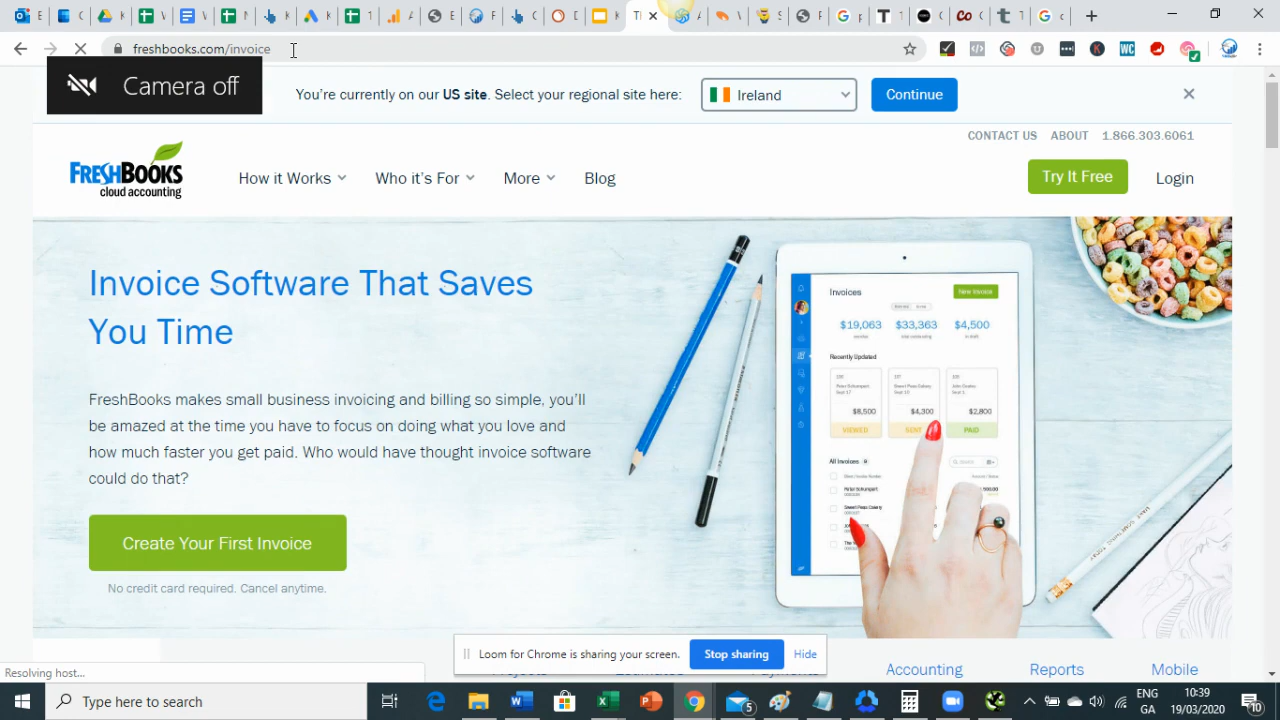 freshbooks.com/invoice
Camera off
You're currently on our US site. Select your regional site here:
Ireland
Continue
CONTACT US ABOUT 1.866.303.6061
FRESHBOOKS
cloud accounting
How it Works
Who it's For
More
Blog
Try It Free
Login
Invoice Software That Saves
You Time
FreshBooks makes small business invoicing and billing so simple, you'll
be amazed at the time you have to focus on doing what you love and
how much faster you get paid. Who would have thought invoice software
could do that?
Create Your First Invoice
No credit card required. Cancel anytime.
Invoices
New Invoice
$19,063 $33,363 $4,500
Recently Updated
$8,500 $4,300 $2,800
VIEWED SENT PAID
All Invoices
Loom for Chrome is sharing your screen.
Stop sharing
Hide
Resolving host...
Accounting
Reports
Mobile
Type here to search
5
ENG
GA
10:39
19/03/2020
10